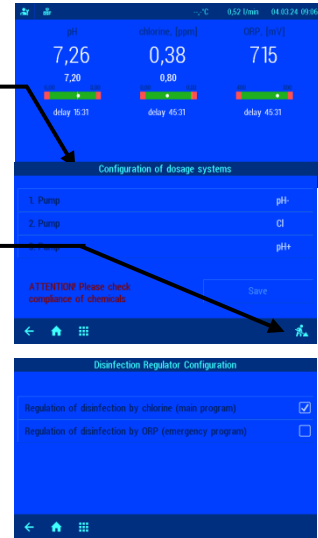 --,-°C 0,52 l/min 04.03.24 09:06
pH chlorine, [ppm] ORP, [mV]
7,26 0,38 715
7,20 0,80
delay 15:31 delay 45:31 delay 45:31
Configuration of dosage systems
1. Pump pH-
2. Pump Cl
3. Pump pH+
ATTENTION! Please check
compliance of chemicals
Save
Disinfection Regulator Configuration
Regulation of disinfection by chlorine (main program)
Regulation of disinfection by ORP (emergency program)